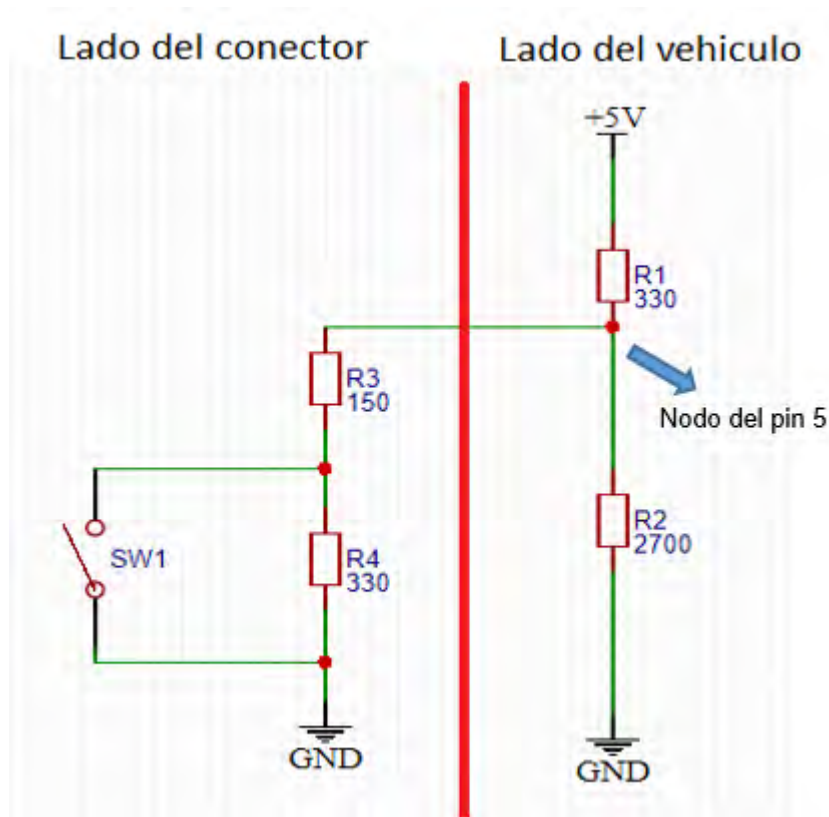 Lado del conector
Lado del vehiculo
+5V
R1
330
R3
150
Nodo del pin 5
SW1
R4
330
R2
2700
GND
GND